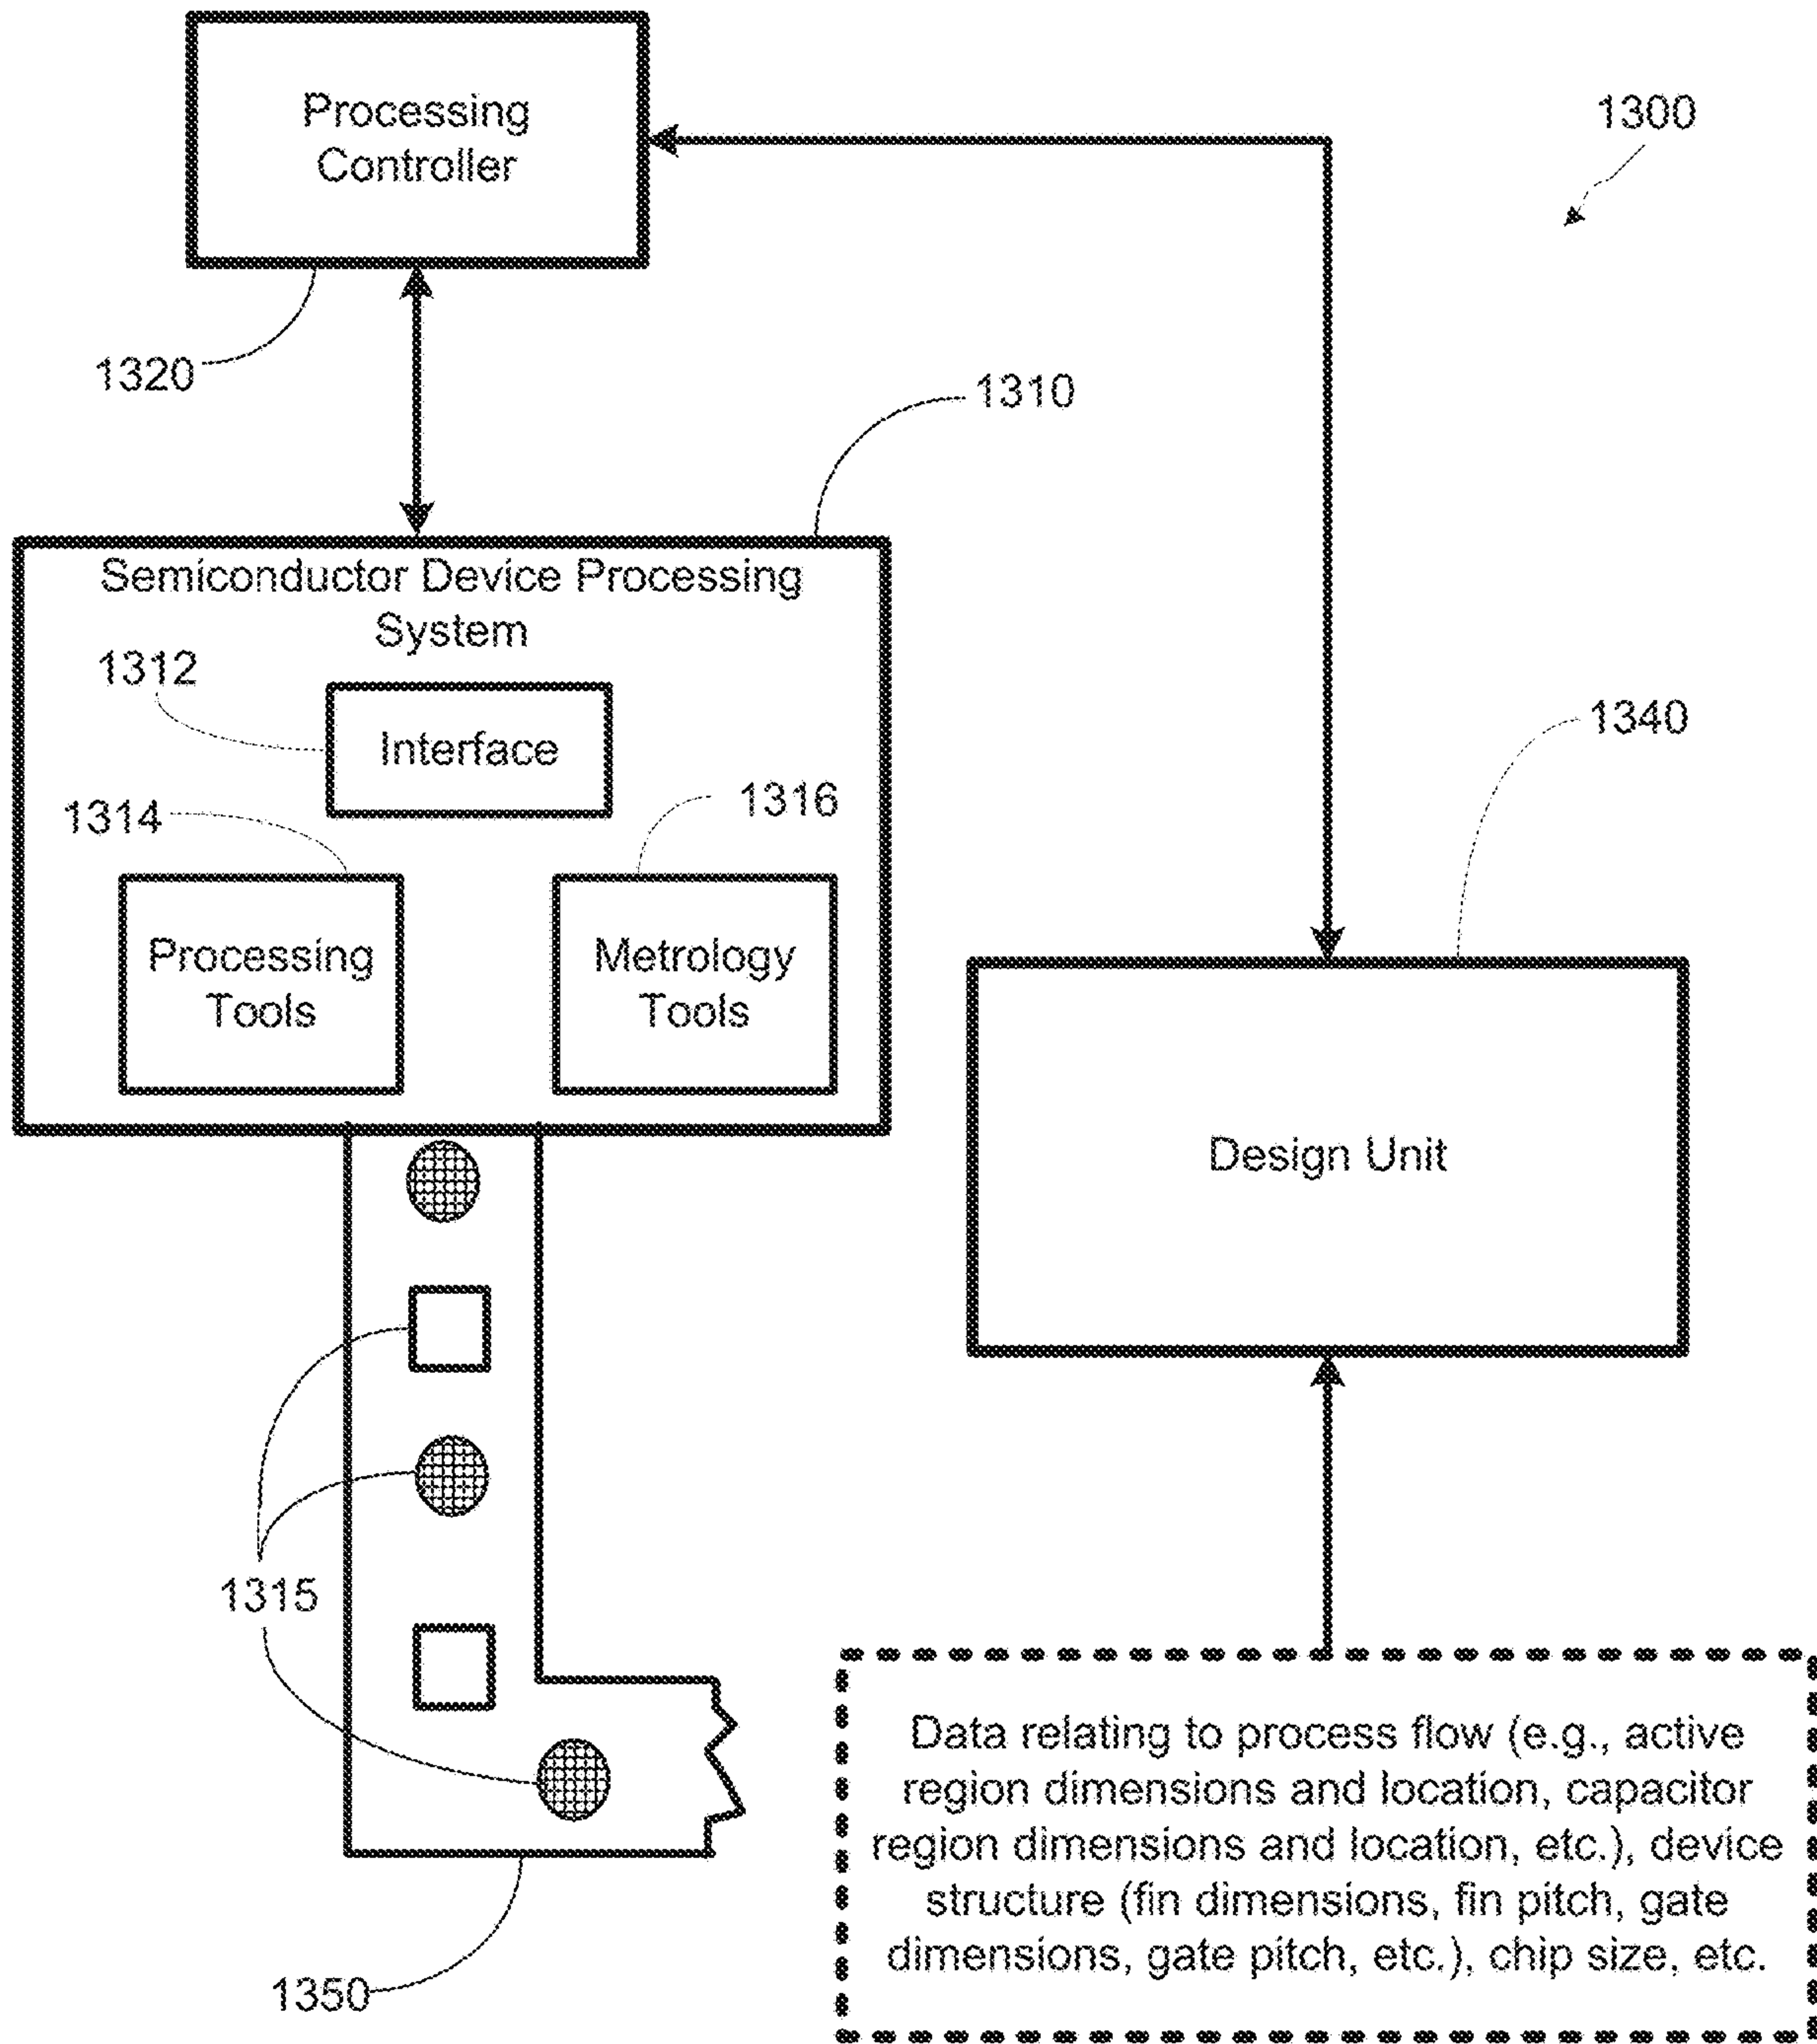 Processing
Controller
1300
1320
1310
Semiconductor Device Processing
System
1312
Interface
1314
1316
Processing
Tools
Metrology
Tools
1340
Design Unit
1315
Data relating to process flow (e.g., active
region dimensions and location, capacitor
region dimensions and location, etc.), device
structure (fin dimensions, fin pitch, gate
dimensions, gate pitch, etc.), chip size, etc.
1350